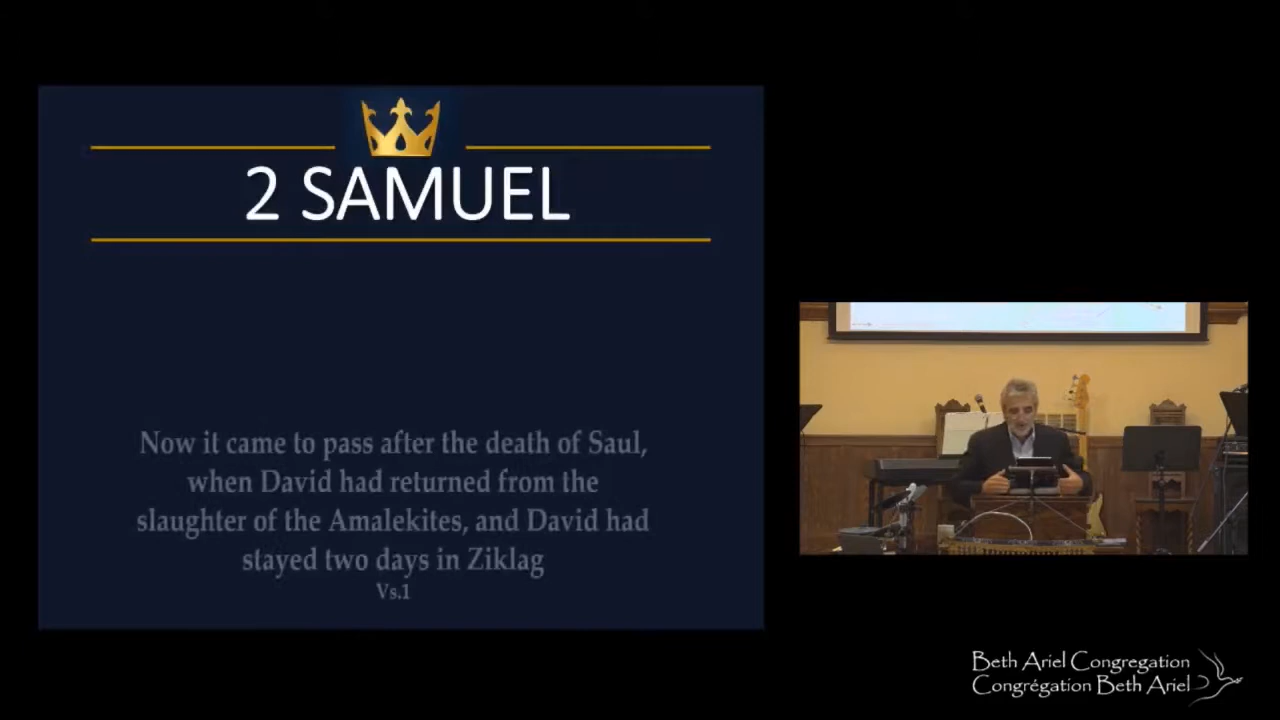 2 SAMUEL
Now it came to pass after the death of Saul,
when David had returned from the
slaughter of the Amalekites, and David had
stayed two days in Ziklag
Vs.1
Beth Ariel Congregation
Congrégation Beth Ariel